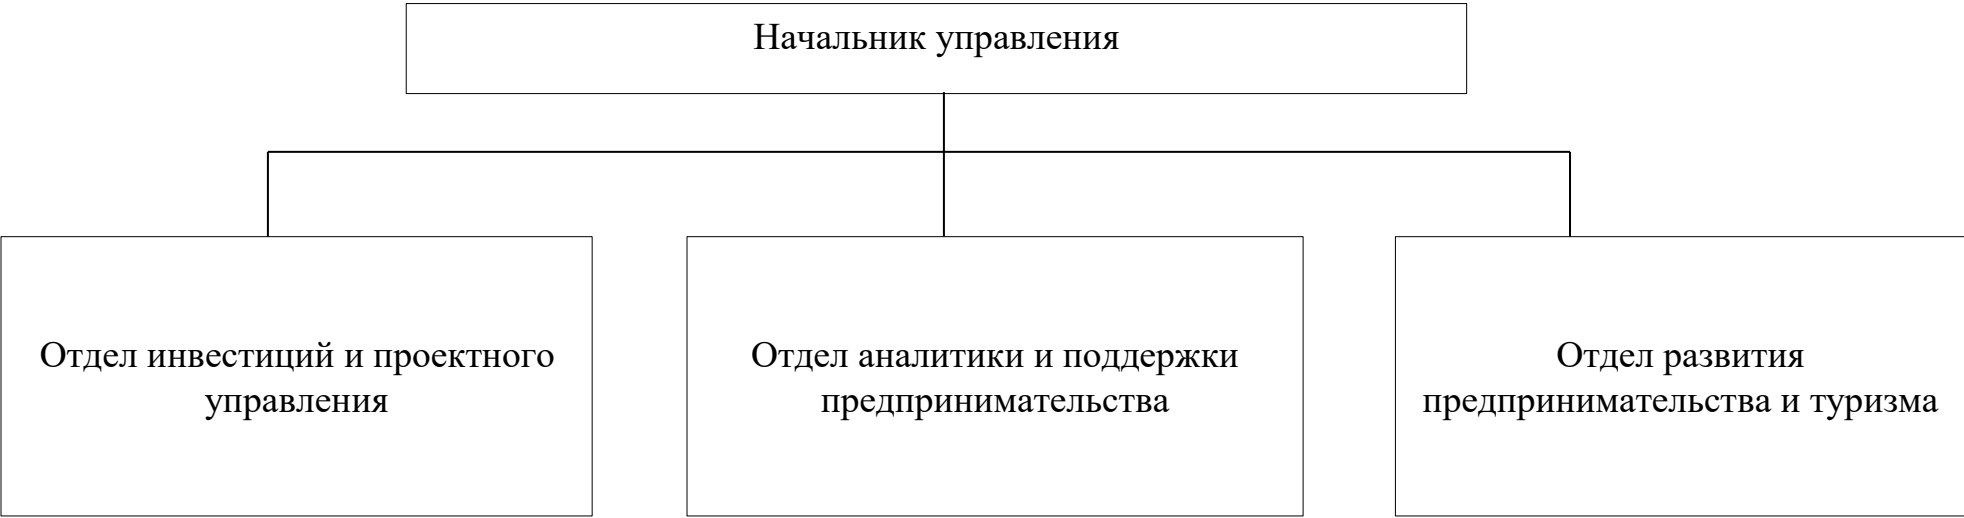 Начальник управления
Отдел инвестиций и проектного
управления
Отдел аналитики и поддержки
предпринимательства
Отдел развития
предпринимательства и туризма